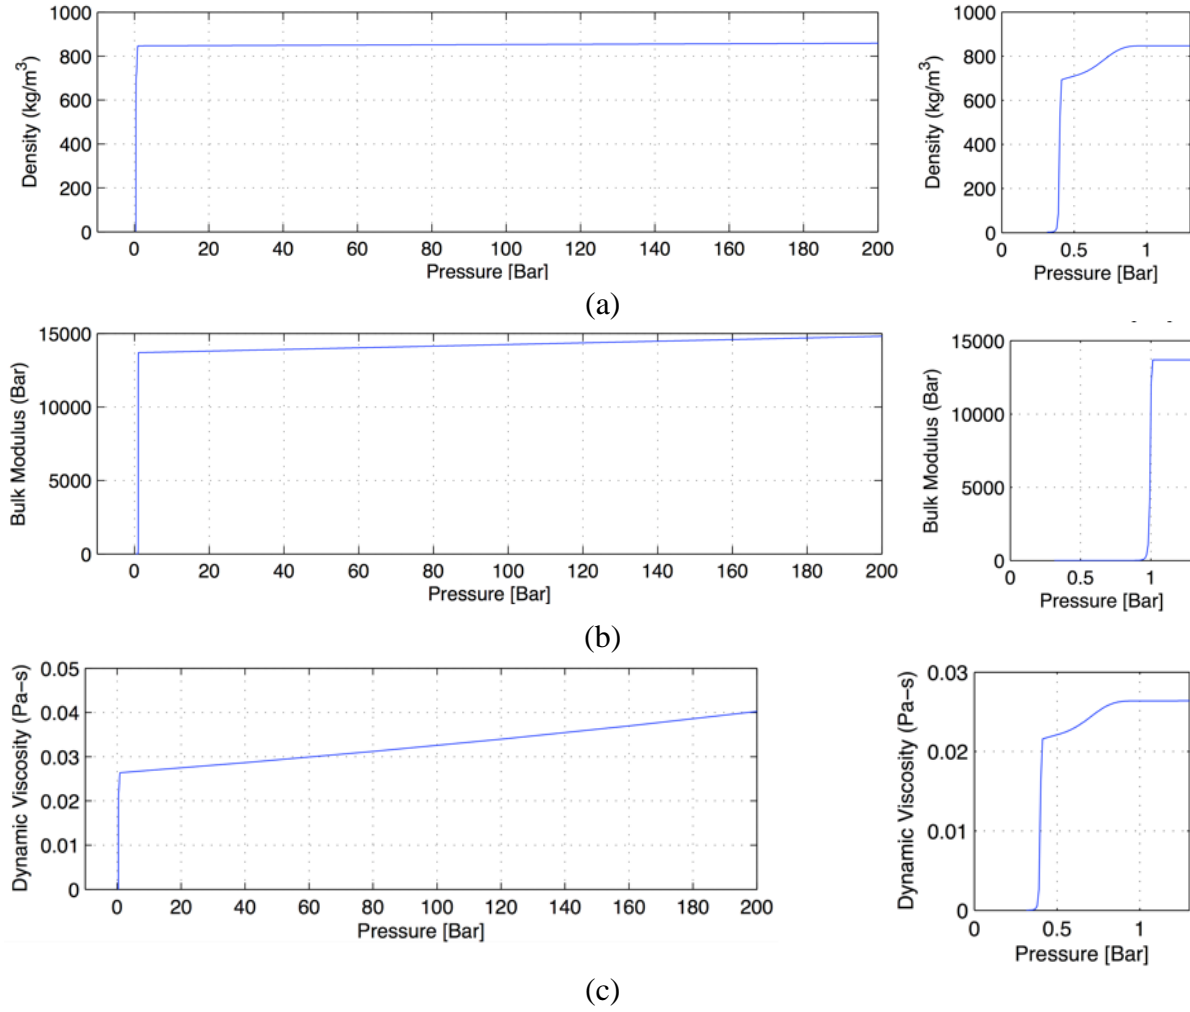 1000
800
600
400
200
0
Density (kg/m³)
0 20 40 60 80 100 120 140 160 180 200
Pressure [Bar]
1000
800
600
400
200
0
Density (kg/m³)
0 0.5 1
Pressure [Bar]
(a)
15000
10000
5000
0
Bulk Modulus (Bar)
0 20 40 60 80 100 120 140 160 180 200
Pressure [Bar]
15000
10000
5000
0
Bulk Modulus (Bar)
0 0.5 1
Pressure [Bar]
(b)
0.05
0.04
0.03
0.02
0.01
0
Dynamic Viscosity (Pa-s)
0 20 40 60 80 100 120 140 160 180 200
Pressure [Bar]
0.03
0.02
0.01
0
Dynamic Viscosity (Pa-s)
0 0.5 1
Pressure [Bar]
(c)